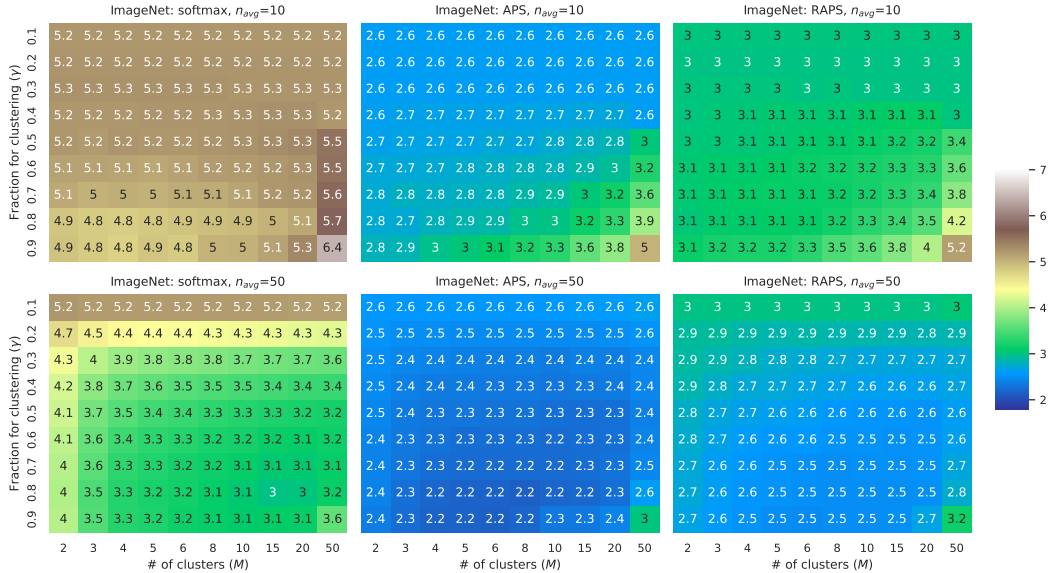 ImageNet: softmax, n_avg=10
ImageNet: APS, n_avg=10
ImageNet: RAPS, n_avg=10
Fraction for clustering (γ)
0.1 5.2 5.2 5.2 5.2 5.2 5.2 5.2 5.2 5.2 5.2 2.6 2.6 2.6 2.6 2.6 2.6 2.6 2.6 2.6 2.6 3 3 3 3 3 3 3 3 3 3
0.2 5.2 5.2 5.2 5.2 5.2 5.2 5.2 5.2 5.2 5.2 2.6 2.6 2.6 2.6 2.6 2.6 2.6 2.6 2.6 2.6 3 3 3 3 3 3 3 3 3 3
0.3 5.3 5.3 5.3 5.3 5.3 5.3 5.3 5.3 5.3 5.2 2.6 2.6 2.6 2.6 2.6 2.6 2.6 2.6 2.6 2.6 3 3 3 3 3 3 3 3 3 3
0.4 5.2 5.2 5.2 5.2 5.2 5.2 5.2 5.3 5.3 5.2 2.6 2.7 2.7 2.7 2.7 2.7 2.7 2.7 2.7 2.6 3 3 3.1 3.1 3.1 3.1 3.1 3.1 3.1 3
0.5 5.2 5.2 5.2 5.2 5.2 5.2 5.2 5.3 5.3 5.5 2.7 2.7 2.7 2.7 2.7 2.7 2.8 2.8 2.8 3 3 3 3.1 3.1 3.1 3.1 3.1 3.2 3.2 3.4
0.6 5.1 5.1 5.1 5.1 5.2 5.2 5.2 5.2 5.3 5.5 2.7 2.7 2.7 2.8 2.8 2.8 2.8 2.9 3 3.2 3.1 3.1 3.1 3.1 3.1 3.1 3.2 3.3 3.3 3.6
0.7 5.1 5 5 5 5.1 5.1 5.1 5.2 5.2 5.6 2.7 2.8 2.8 2.8 2.8 2.9 2.9 3 3.1 3.6 3.1 3.1 3.1 3.1 3.1 3.2 3.2 3.3 3.4 3.8
0.8 4.9 4.8 4.8 4.8 4.9 4.9 4.9 5 5.1 5.7 2.8 2.7 2.7 2.8 2.9 2.9 3 3 3.2 3.3 3.9 3.1 3.1 3.1 3.1 3.1 3.2 3.3 3.4 3.5 4.2
0.9 4.9 4.8 4.9 4.8 4.8 5 5 5.1 5.3 6.4 2.8 2.9 3 3 3.1 3.2 3.3 3.6 3.8 5 3.1 3.2 3.2 3.2 3.3 3.5 3.6 3.8 4 5.2
ImageNet: softmax, n_avg=50
ImageNet: APS, n_avg=50
ImageNet: RAPS, n_avg=50
Fraction for clustering (γ)
0.1 5.2 5.2 5.2 5.2 5.2 5.2 5.2 5.2 5.2 5.2 2.6 2.6 2.6 2.6 2.6 2.6 2.6 2.6 2.6 2.6 3 3 3 3 3 3 3 3 3 3
0.2 4.7 4.5 4.4 4.4 4.4 4.3 4.3 4.3 4.3 4.3 2.6 2.5 2.5 2.5 2.5 2.5 2.5 2.5 2.5 2.5 2.9 2.9 2.9 2.9 2.9 2.9 2.9 2.9 2.8 2.9
0.3 4.3 4 3.9 3.8 3.8 3.8 3.7 3.7 3.7 3.6 2.5 2.4 2.4 2.4 2.4 2.4 2.4 2.4 2.4 2.4 2.9 2.9 2.8 2.8 2.8 2.7 2.7 2.7 2.7 2.7
0.4 4.2 3.8 3.7 3.6 3.5 3.5 3.5 3.4 3.4 3.4 2.5 2.4 2.4 2.4 2.3 2.3 2.3 2.3 2.4 2.4 2.9 2.8 2.7 2.7 2.7 2.7 2.6 2.6 2.6 2.7
0.5 4.1 3.7 3.5 3.4 3.4 3.3 3.3 3.3 3.2 3.2 2.5 2.4 2.3 2.3 2.3 2.3 2.3 2.3 2.3 2.4 2.8 2.7 2.7 2.6 2.6 2.6 2.6 2.6 2.6 2.6
0.6 4.1 3.6 3.4 3.3 3.3 3.2 3.2 3.2 3.1 3.2 2.4 2.3 2.3 2.3 2.3 2.2 2.3 2.3 2.3 2.4 2.8 2.7 2.6 2.6 2.6 2.5 2.5 2.5 2.5 2.6
0.7 4 3.6 3.3 3.3 3.2 3.2 3.1 3.1 3.1 3.1 2.4 2.3 2.3 2.2 2.2 2.2 2.2 2.2 2.3 2.5 2.7 2.6 2.6 2.5 2.5 2.5 2.5 2.5 2.5 2.6
0.8 4 3.5 3.3 3.2 3.2 3.1 3.1 3 3 3.2 2.4 2.3 2.2 2.2 2.2 2.2 2.2 2.2 2.2 2.6 2.7 2.6 2.6 2.5 2.5 2.5 2.5 2.5 2.5 2.8
0.9 4 3.5 3.3 3.2 3.2 3.1 3.1 3.1 3.1 3.6 2.4 2.3 2.2 2.2 2.2 2.2 2.3 2.3 2.4 3 2.7 2.6 2.5 2.5 2.5 2.5 2.5 2.5 2.7 3.2
2 3 4 5 6 8 10 15 20 50 2 3 4 5 6 8 10 15 20 50 2 3 4 5 6 8 10 15 20 50
# of clusters (M)
# of clusters (M)
# of clusters (M)
7
6
5
4
3
2